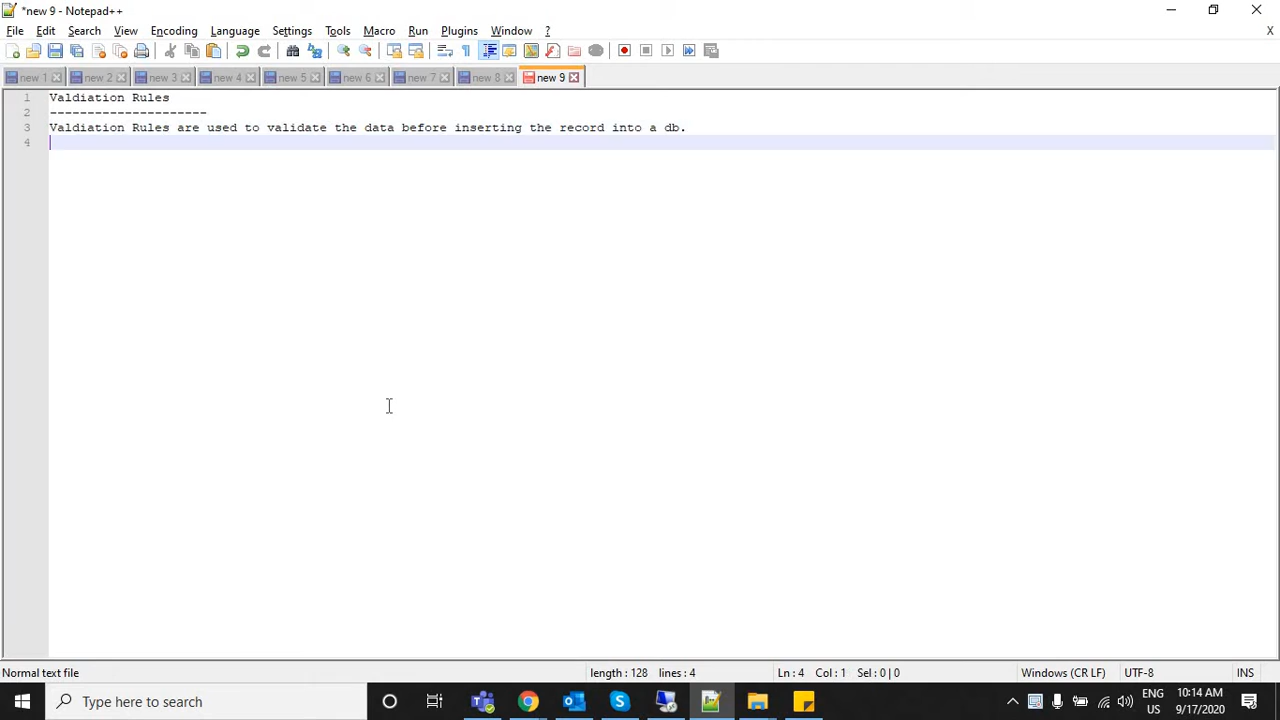 *new 9 - Notepad++
File Edit Search View Encoding Language Settings Tools Macro Run Plugins Window ? X
new 1 new 2 new 3 new 4 new 5 new 6 new 7 new 8 new 9
1 Valdiation Rules
2 ---------------------
3 Valdiation Rules are used to validate the data before inserting the record into a db.
4
Normal text file length : 128 lines : 4 Ln : 4 Col : 1 Sel : 0 | 0 Windows (CR LF) UTF-8 INS
Type here to search
ENG 10:14 AM
US 9/17/2020